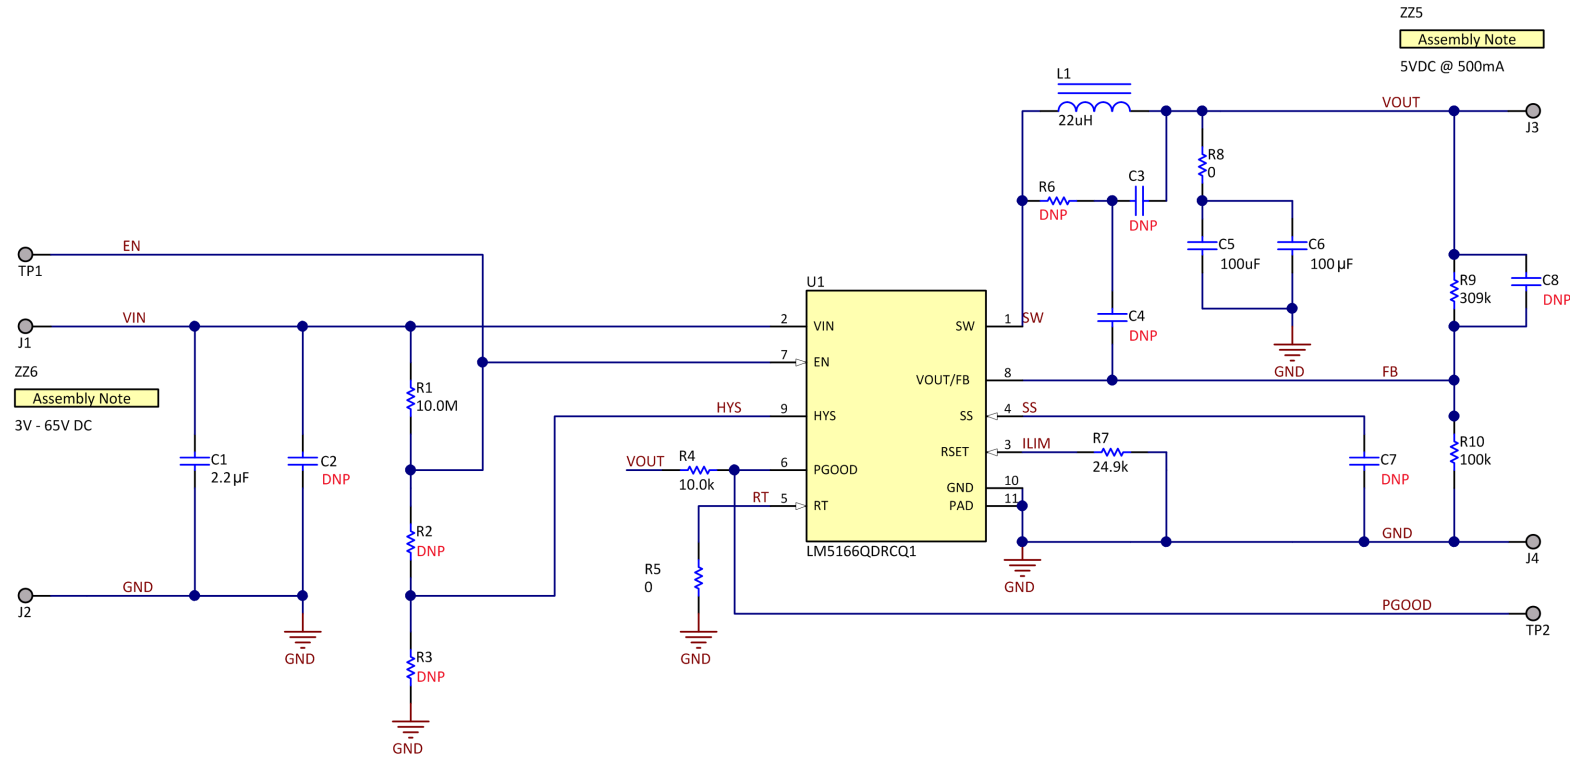 ZZ5
Assembly Note
5VDC @ 500mA
L1
22uH
VOUT
J3
R8
0
R6
DNP
C3
DNP
C5
100uF
C6
100µF
R9
309k
C8
DNP
EN
TP1
VIN
J1
ZZ6
Assembly Note
3V - 65V DC
U1
2 VIN
7 EN
9 HYS
6 PGOOD
5 RT
SW 1
VOUT/FB 8
SS 4
RSET 3
GND 10
PAD 11
LM5166QDRCQ1
SW
C4
DNP
GND
FB
SS
ILIM
R7
24.9k
C7
DNP
R10
100k
R1
10.0M
HYS
C1
2.2µF
C2
DNP
VOUT
R4
10.0k
RT
R2
DNP
R5
0
GND
J4
GND
GND
J2
PGOOD
TP2
GND
GND
R3
DNP
GND